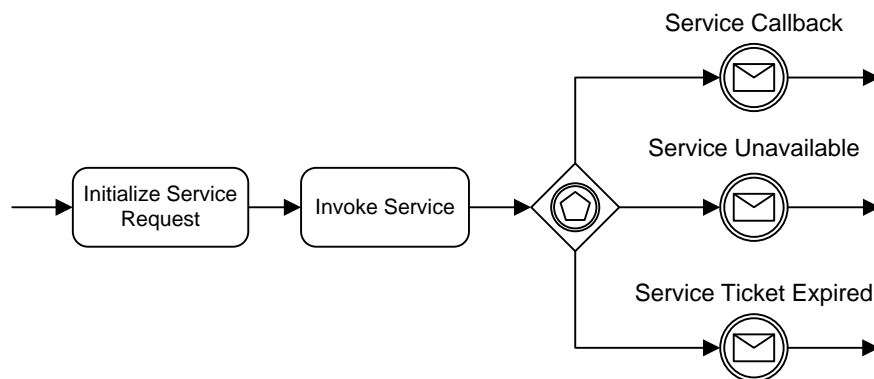 Service Callback
Service Unavailable
Initialize Service
Request
Invoke Service
Service Ticket Expired